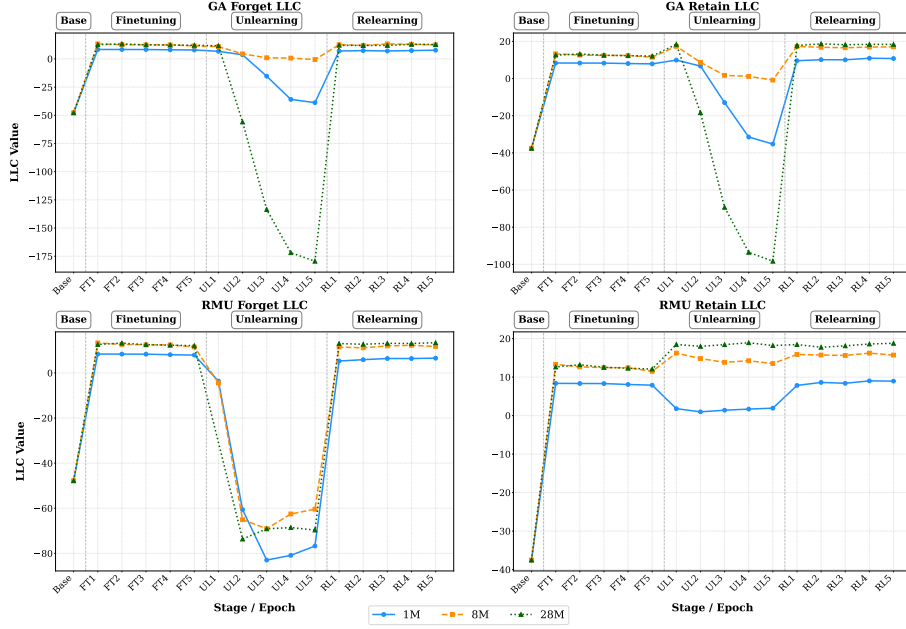 GA Forget LLC
Base Finetuning Unlearning Relearning
0
−25
−50
−75
−100
−125
−150
−175
LLC Value
Base FT1 FT2 FT3 FT4 FT5 UL1 UL2 UL3 UL4 UL5 RL1 RL2 RL3 RL4 RL5
GA Retain LLC
Base Finetuning Unlearning Relearning
20
0
−20
−40
−60
−80
−100
Base FT1 FT2 FT3 FT4 FT5 UL1 UL2 UL3 UL4 UL5 RL1 RL2 RL3 RL4 RL5
RMU Forget LLC
Base Finetuning Unlearning Relearning
0
−20
−40
−60
−80
LLC Value
Base FT1 FT2 FT3 FT4 FT5 UL1 UL2 UL3 UL4 UL5 RL1 RL2 RL3 RL4 RL5
Stage / Epoch
RMU Retain LLC
Base Finetuning Unlearning Relearning
20
10
0
−10
−20
−30
−40
Base FT1 FT2 FT3 FT4 FT5 UL1 UL2 UL3 UL4 UL5 RL1 RL2 RL3 RL4 RL5
Stage / Epoch
1M 8M 28M